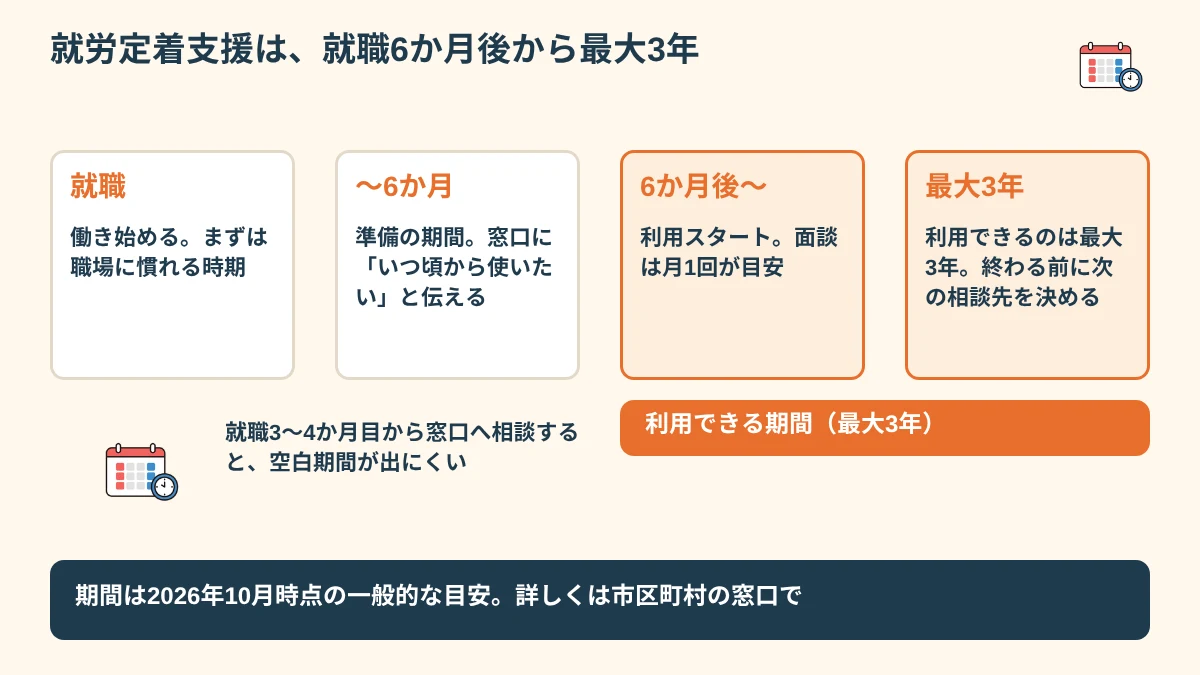 就労定着支援は、就職6か月後から最大3年
就職
働き始める。まずは
職場に慣れる時期
〜6か月
準備の期間。窓口に
「いつ頃から使いた
い」と伝える
6か月後〜
利用スタート。面談
は月1回が目安
最大3年
利用できるのは最大
3年。終わる前に次
の相談先を決める
就職3〜4か月目から窓口へ相談する
と、空白期間が出にくい
利用できる期間（最大3年）
期間は2026年10月時点の一般的な目安。詳しくは市区町村の窓口で